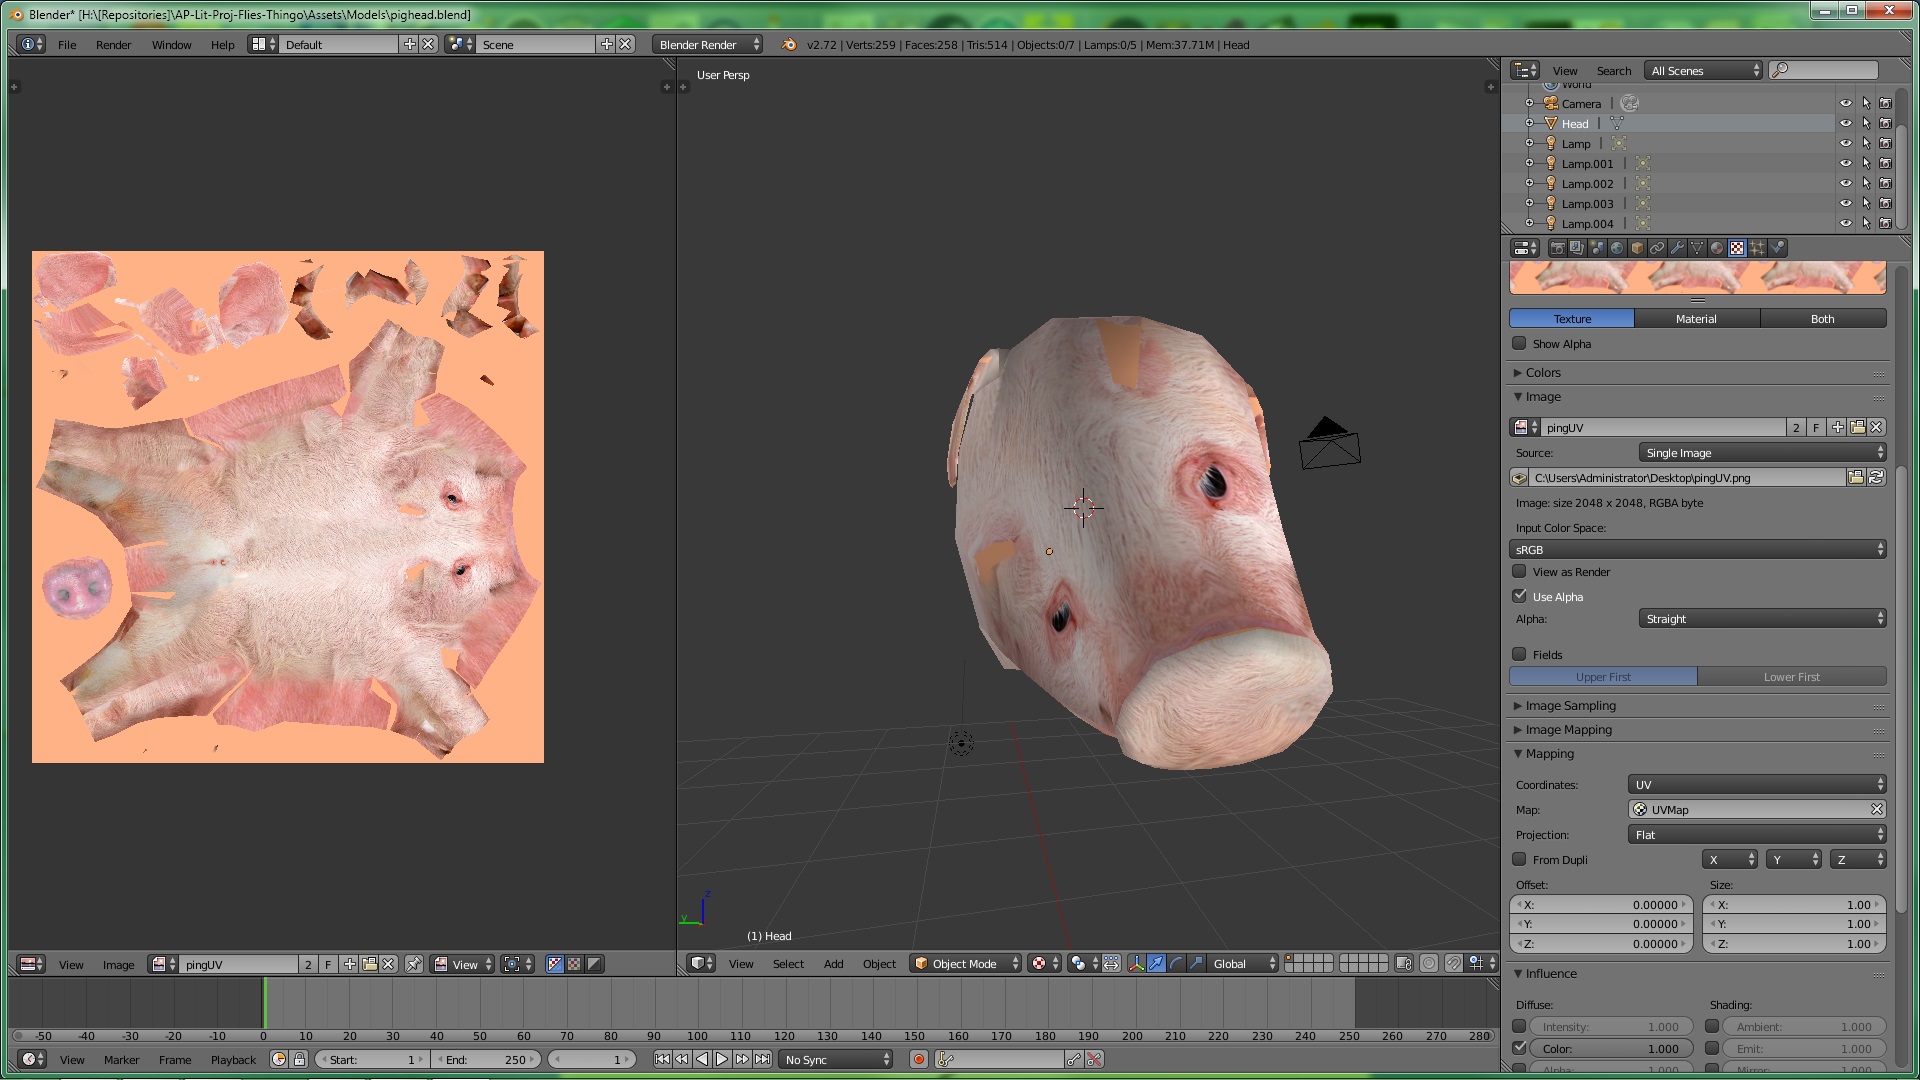 Blender* [H:\[Repositories]\AP-Lit-Proj-Flies-Thingo\Assets\Models\pighead.blend]
File Render Window Help Default Scene Blender Render v2.72 | Verts:259 | Faces:258 | Tris:514 | Objects:0/7 | Lamps:0/5 | Mem:37.71M | Head
User Persp
View Search All Scenes
World
Camera
Head
Lamp
Lamp.001
Lamp.002
Lamp.003
Lamp.004
Texture Material Both
Show Alpha
Colors
Image
pingUV 2 F
Source: Single Image
C:\Users\Administrator\Desktop\pingUV.png
Image: size 2048 x 2048, RGBA byte
Input Color Space:
sRGB
View as Render
Use Alpha
Alpha: Straight
Fields
Upper First Lower First
Image Sampling
Image Mapping
Mapping
Coordinates: UV
Map: UVMap
Projection: Flat
From Dupli X Y Z
Offset: Size:
X: 0.00000 X: 1.00
Y: 0.00000 Y: 1.00
Z: 0.00000 Z: 1.00
Influence
Diffuse: Shading:
Intensity: 1.000 Ambient: 1.000
Color: 1.000 Emit: 1.000
Alpha: 1.000 Mirror: 1.000
z
y
(1) Head
View Image pingUV 2 F View
View Select Add Object Object Mode Global
-50 -40 -30 -20 -10 0 10 20 30 40 50 60 70 80 90 100 110 120 130 140 150 160 170 180 190 200 210 220 230 240 250 260 270 280
View Marker Frame Playback Start: 1 End: 250 1 No Sync